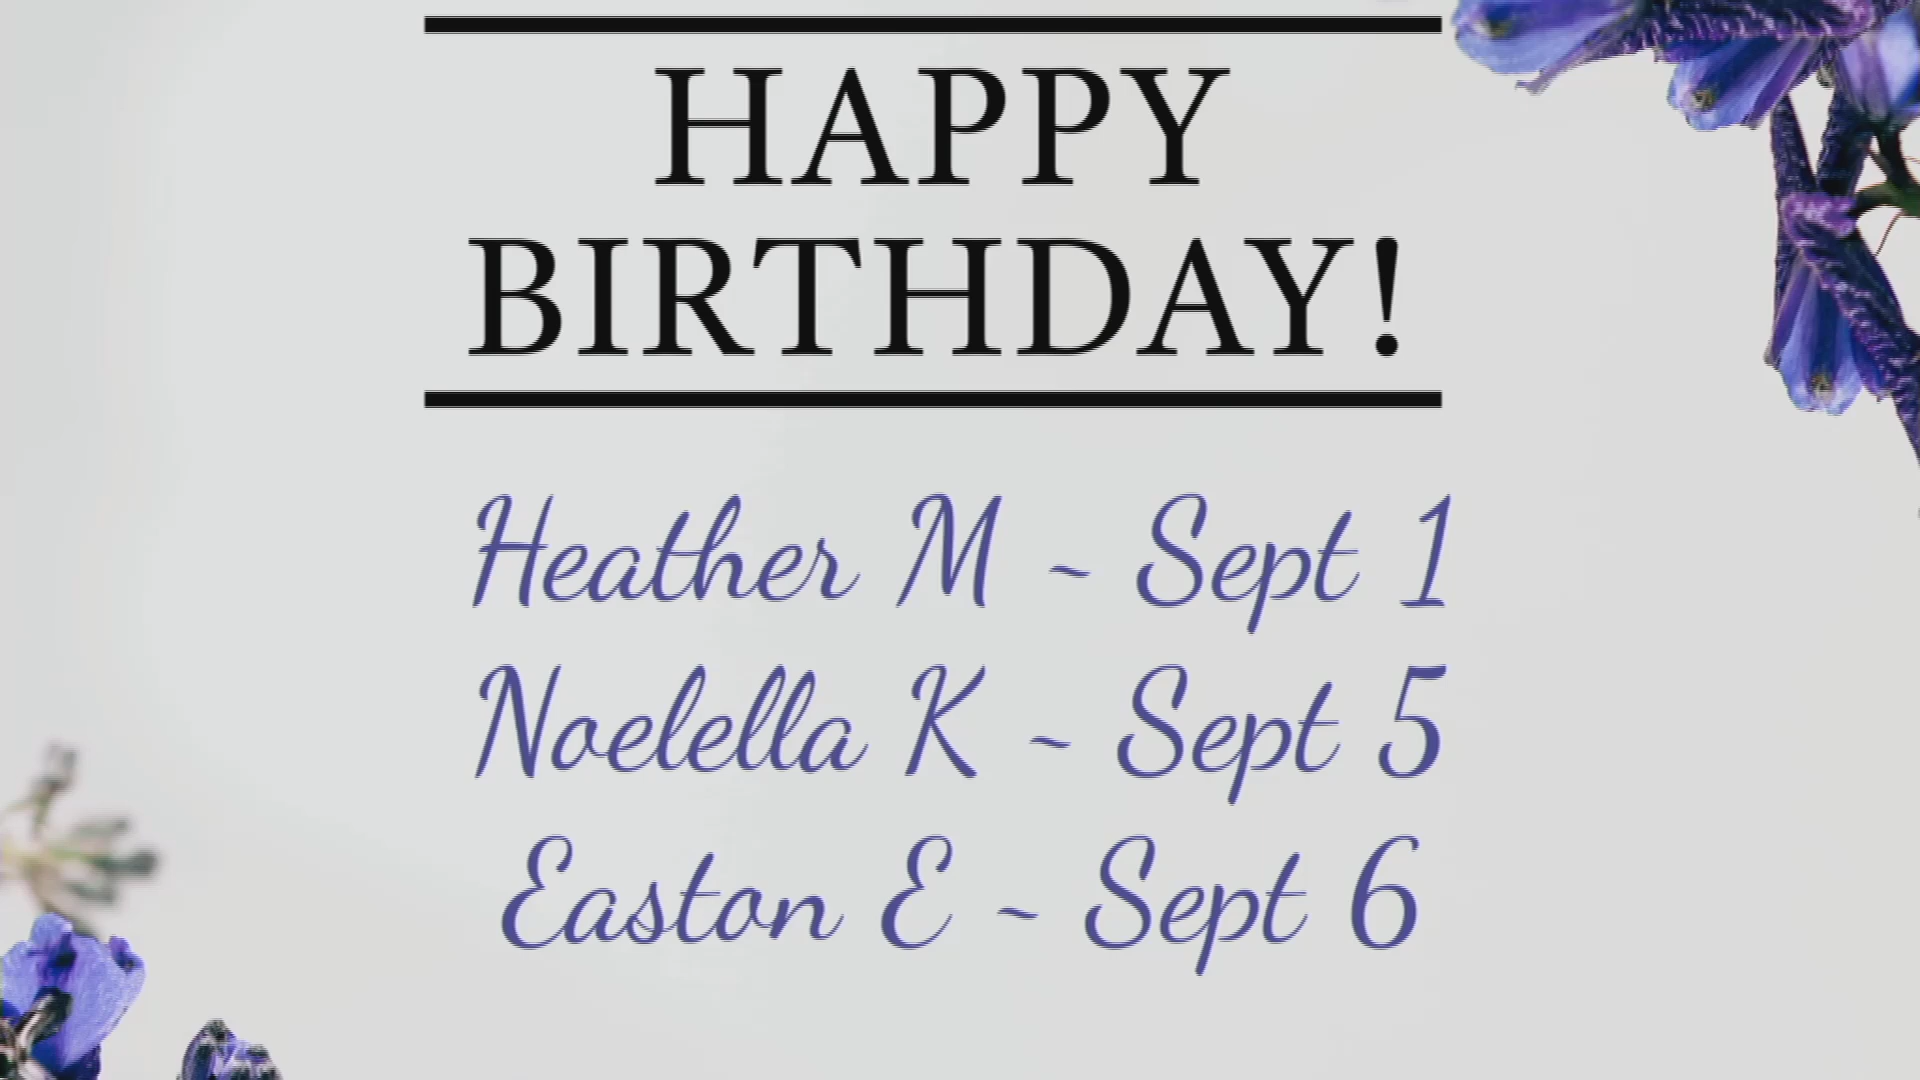 HAPPY
BIRTHDAY!
Heather M ~ Sept 1
Noelella K ~ Sept 5
Easton E ~ Sept 6